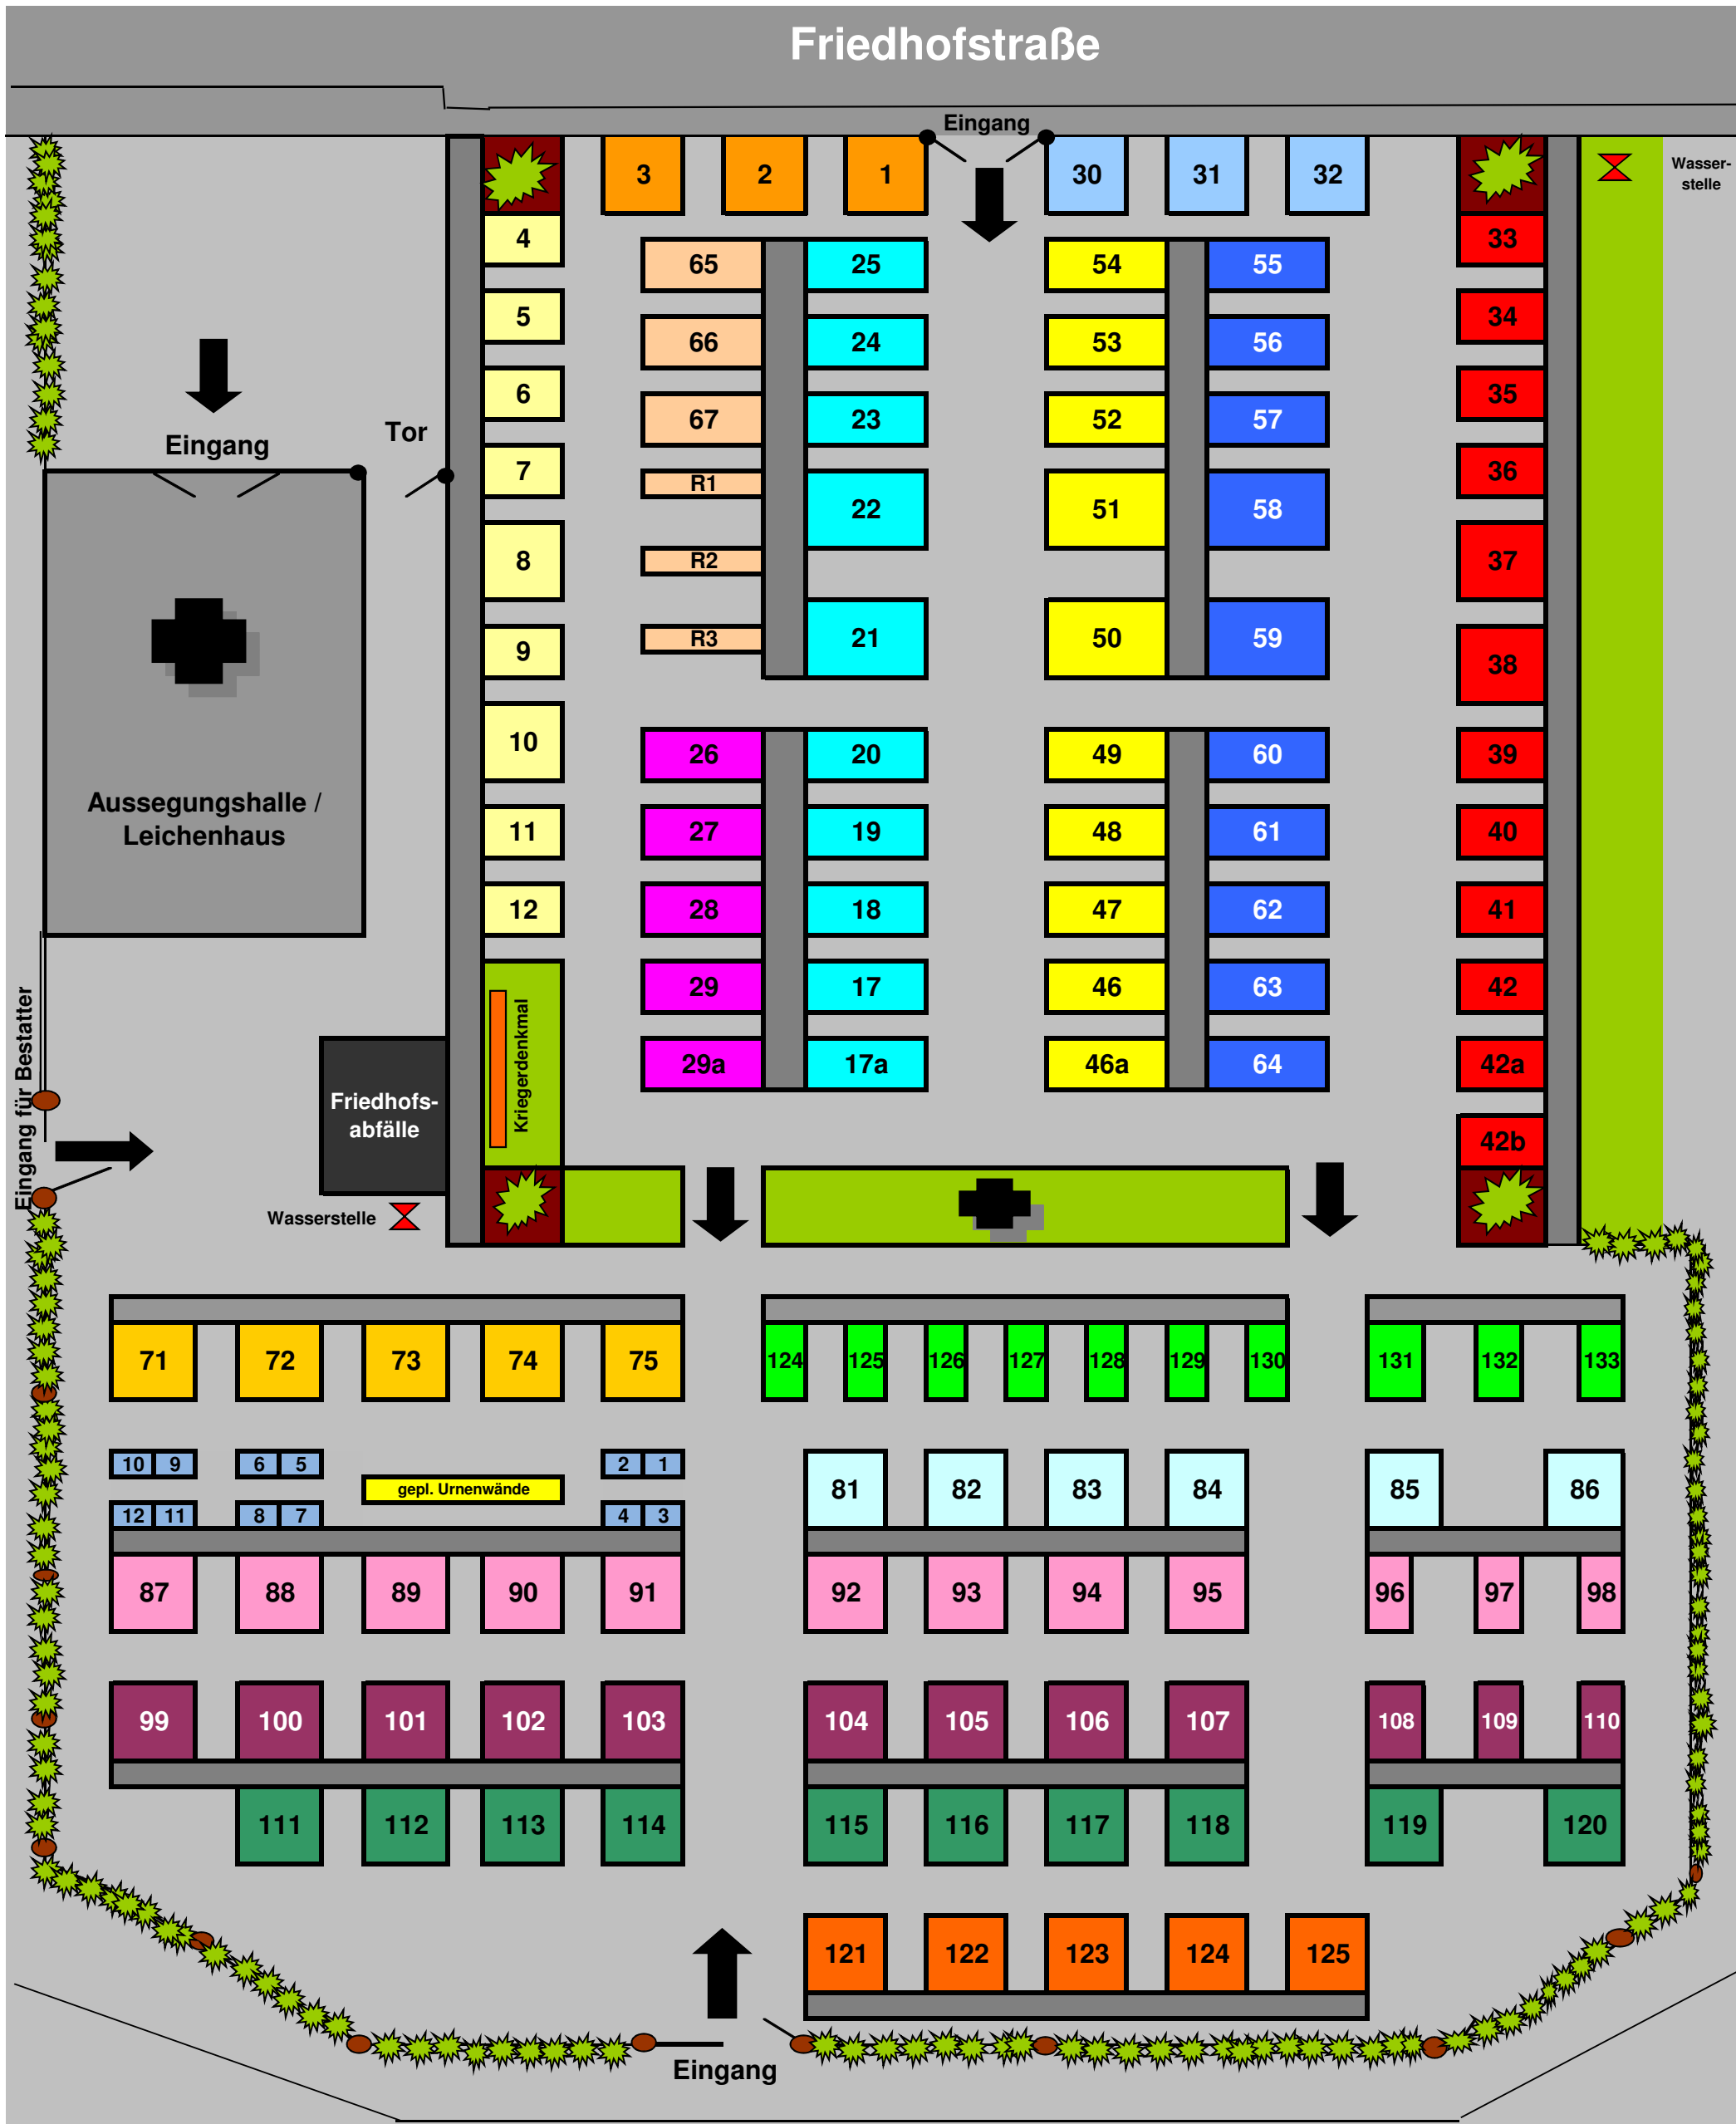 Friedhofstraße
Eingang
3 2 1 30 31 32
Wasser-
stelle
4 33
65 25 54 55
5 34
66 24 53 56
6 35
67 23 52 57
Tor
Eingang
7 36
R1 22 51 58
8 37
R2
R3 21 50 59
9 38
10 26 20 49 60 39
Aussegungshalle /
Leichenhaus
11 27 19 48 61 40
12 28 18 47 62 41
29 17 46 63 42
Kriegerdenkmal
Eingang für Bestatter
29a 17a 46a 64 42a
Friedhofs-
abfälle
42b
Wasserstelle
71 72 73 74 75 124 125 126 127 128 129 130 131 132 133
10 9 6 5 2 1
gepl. Urnenwände
81 82 83 84 85 86
12 11 8 7 4 3
87 88 89 90 91 92 93 94 95 96 97 98
99 100 101 102 103 104 105 106 107 108 109 110
111 112 113 114 115 116 117 118 119 120
121 122 123 124 125
Eingang